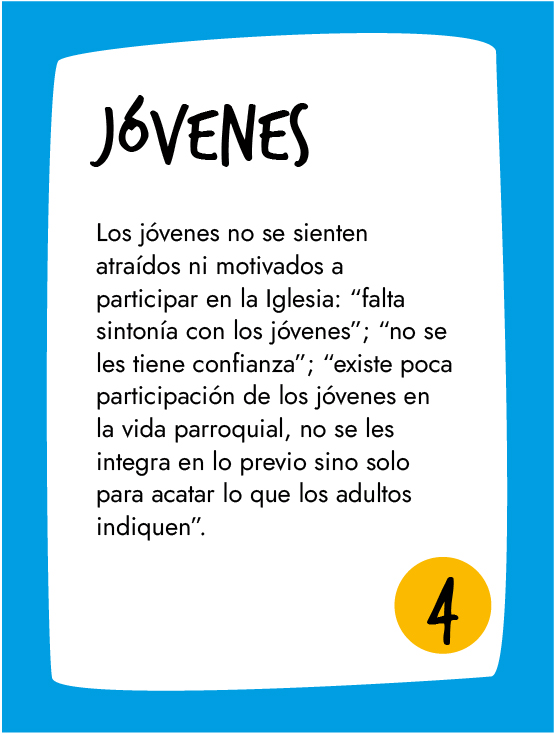 JÓVENES
Los jóvenes no se sienten
atraídos ni motivados a
participar en la Iglesia: “falta
sintonía con los jóvenes”; “no se
les tiene confianza”; “existe poca
participación de los jóvenes en
la vida parroquial, no se les
integra en lo previo sino solo
para acatar lo que los adultos
indiquen”.
4